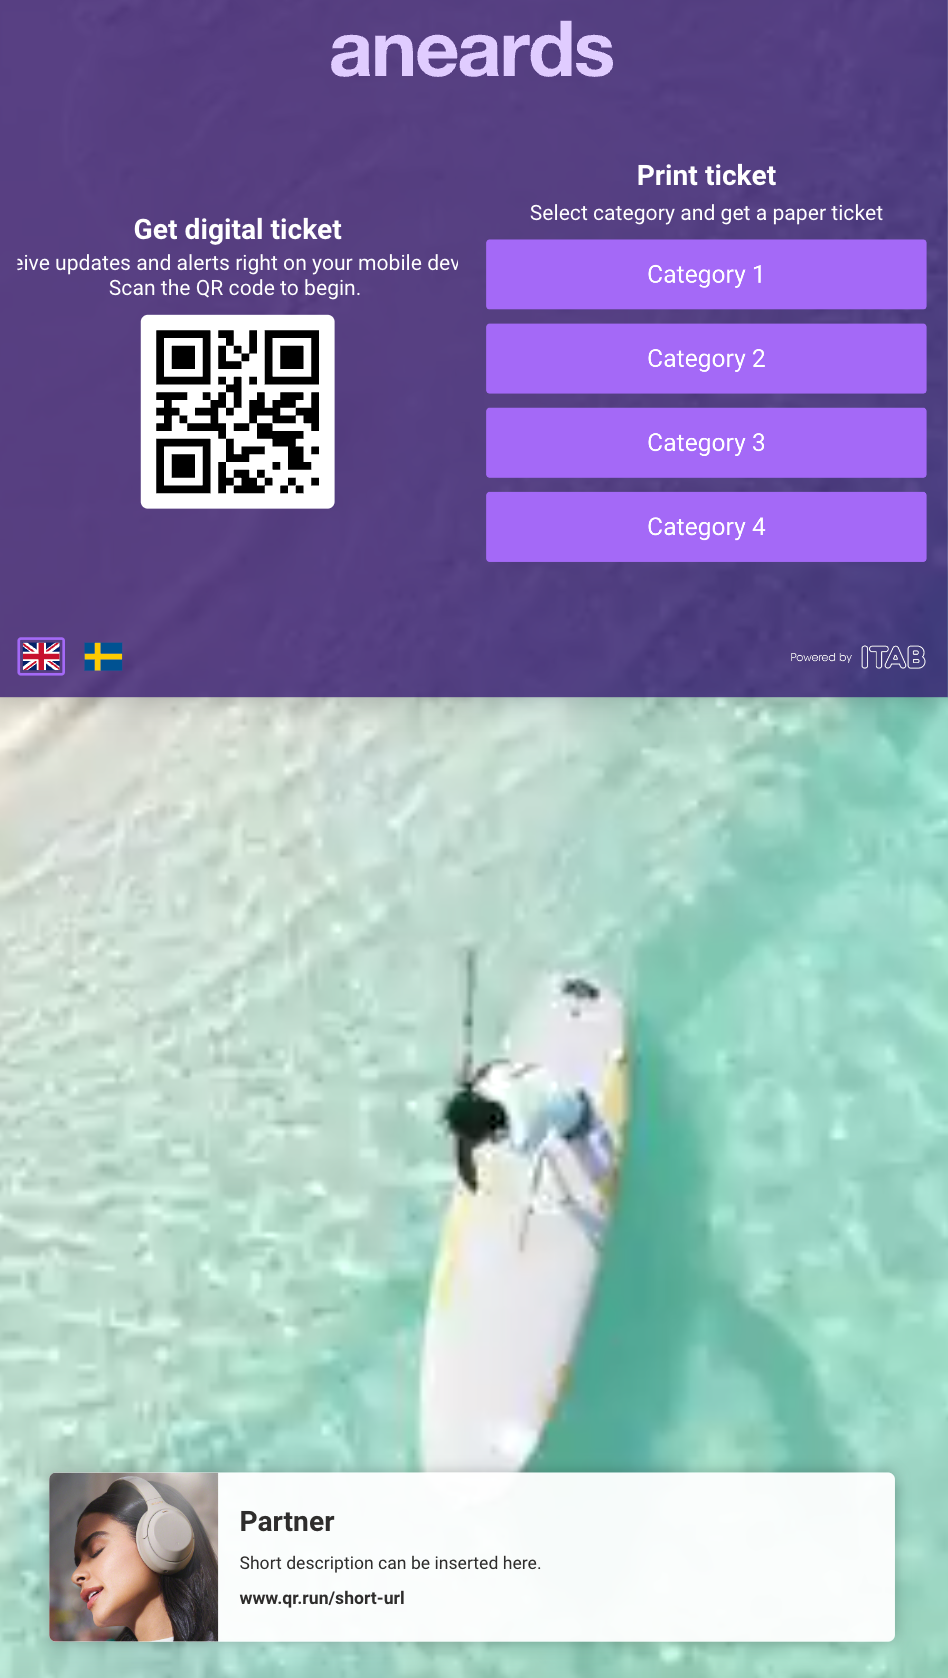 aneards
Get digital ticket
eive updates and alerts right on your mobile dev
Scan the QR code to begin.
Print ticket
Select category and get a paper ticket
Category 1
Category 2
Category 3
Category 4
Powered by ITAB
Partner
Short description can be inserted here.
www.qr.run/short-url